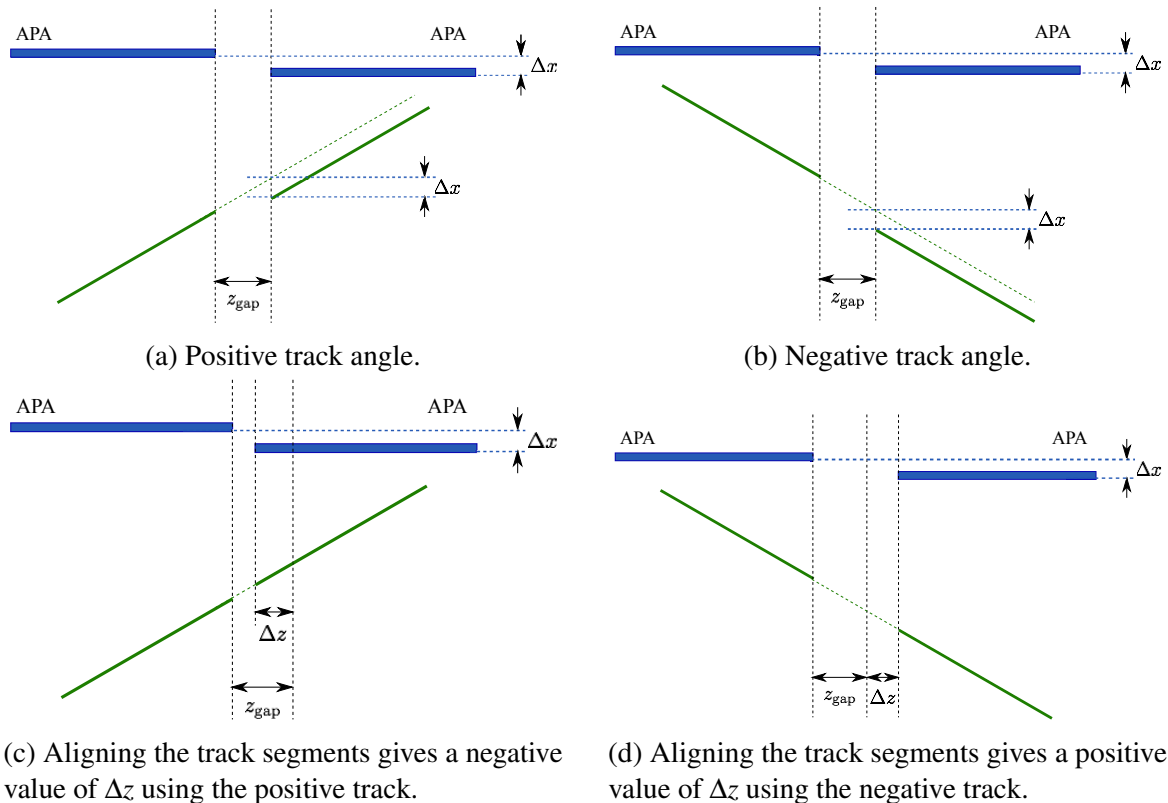 APA APA
Δx
Δx
z_gap
(a) Positive track angle.
APA APA
Δx
Δx
z_gap
(b) Negative track angle.
APA APA
Δx
Δz
z_gap
(c) Aligning the track segments gives a negative
value of Δz using the positive track.
APA APA
Δx
z_gap Δz
(d) Aligning the track segments gives a positive
value of Δz using the negative track.